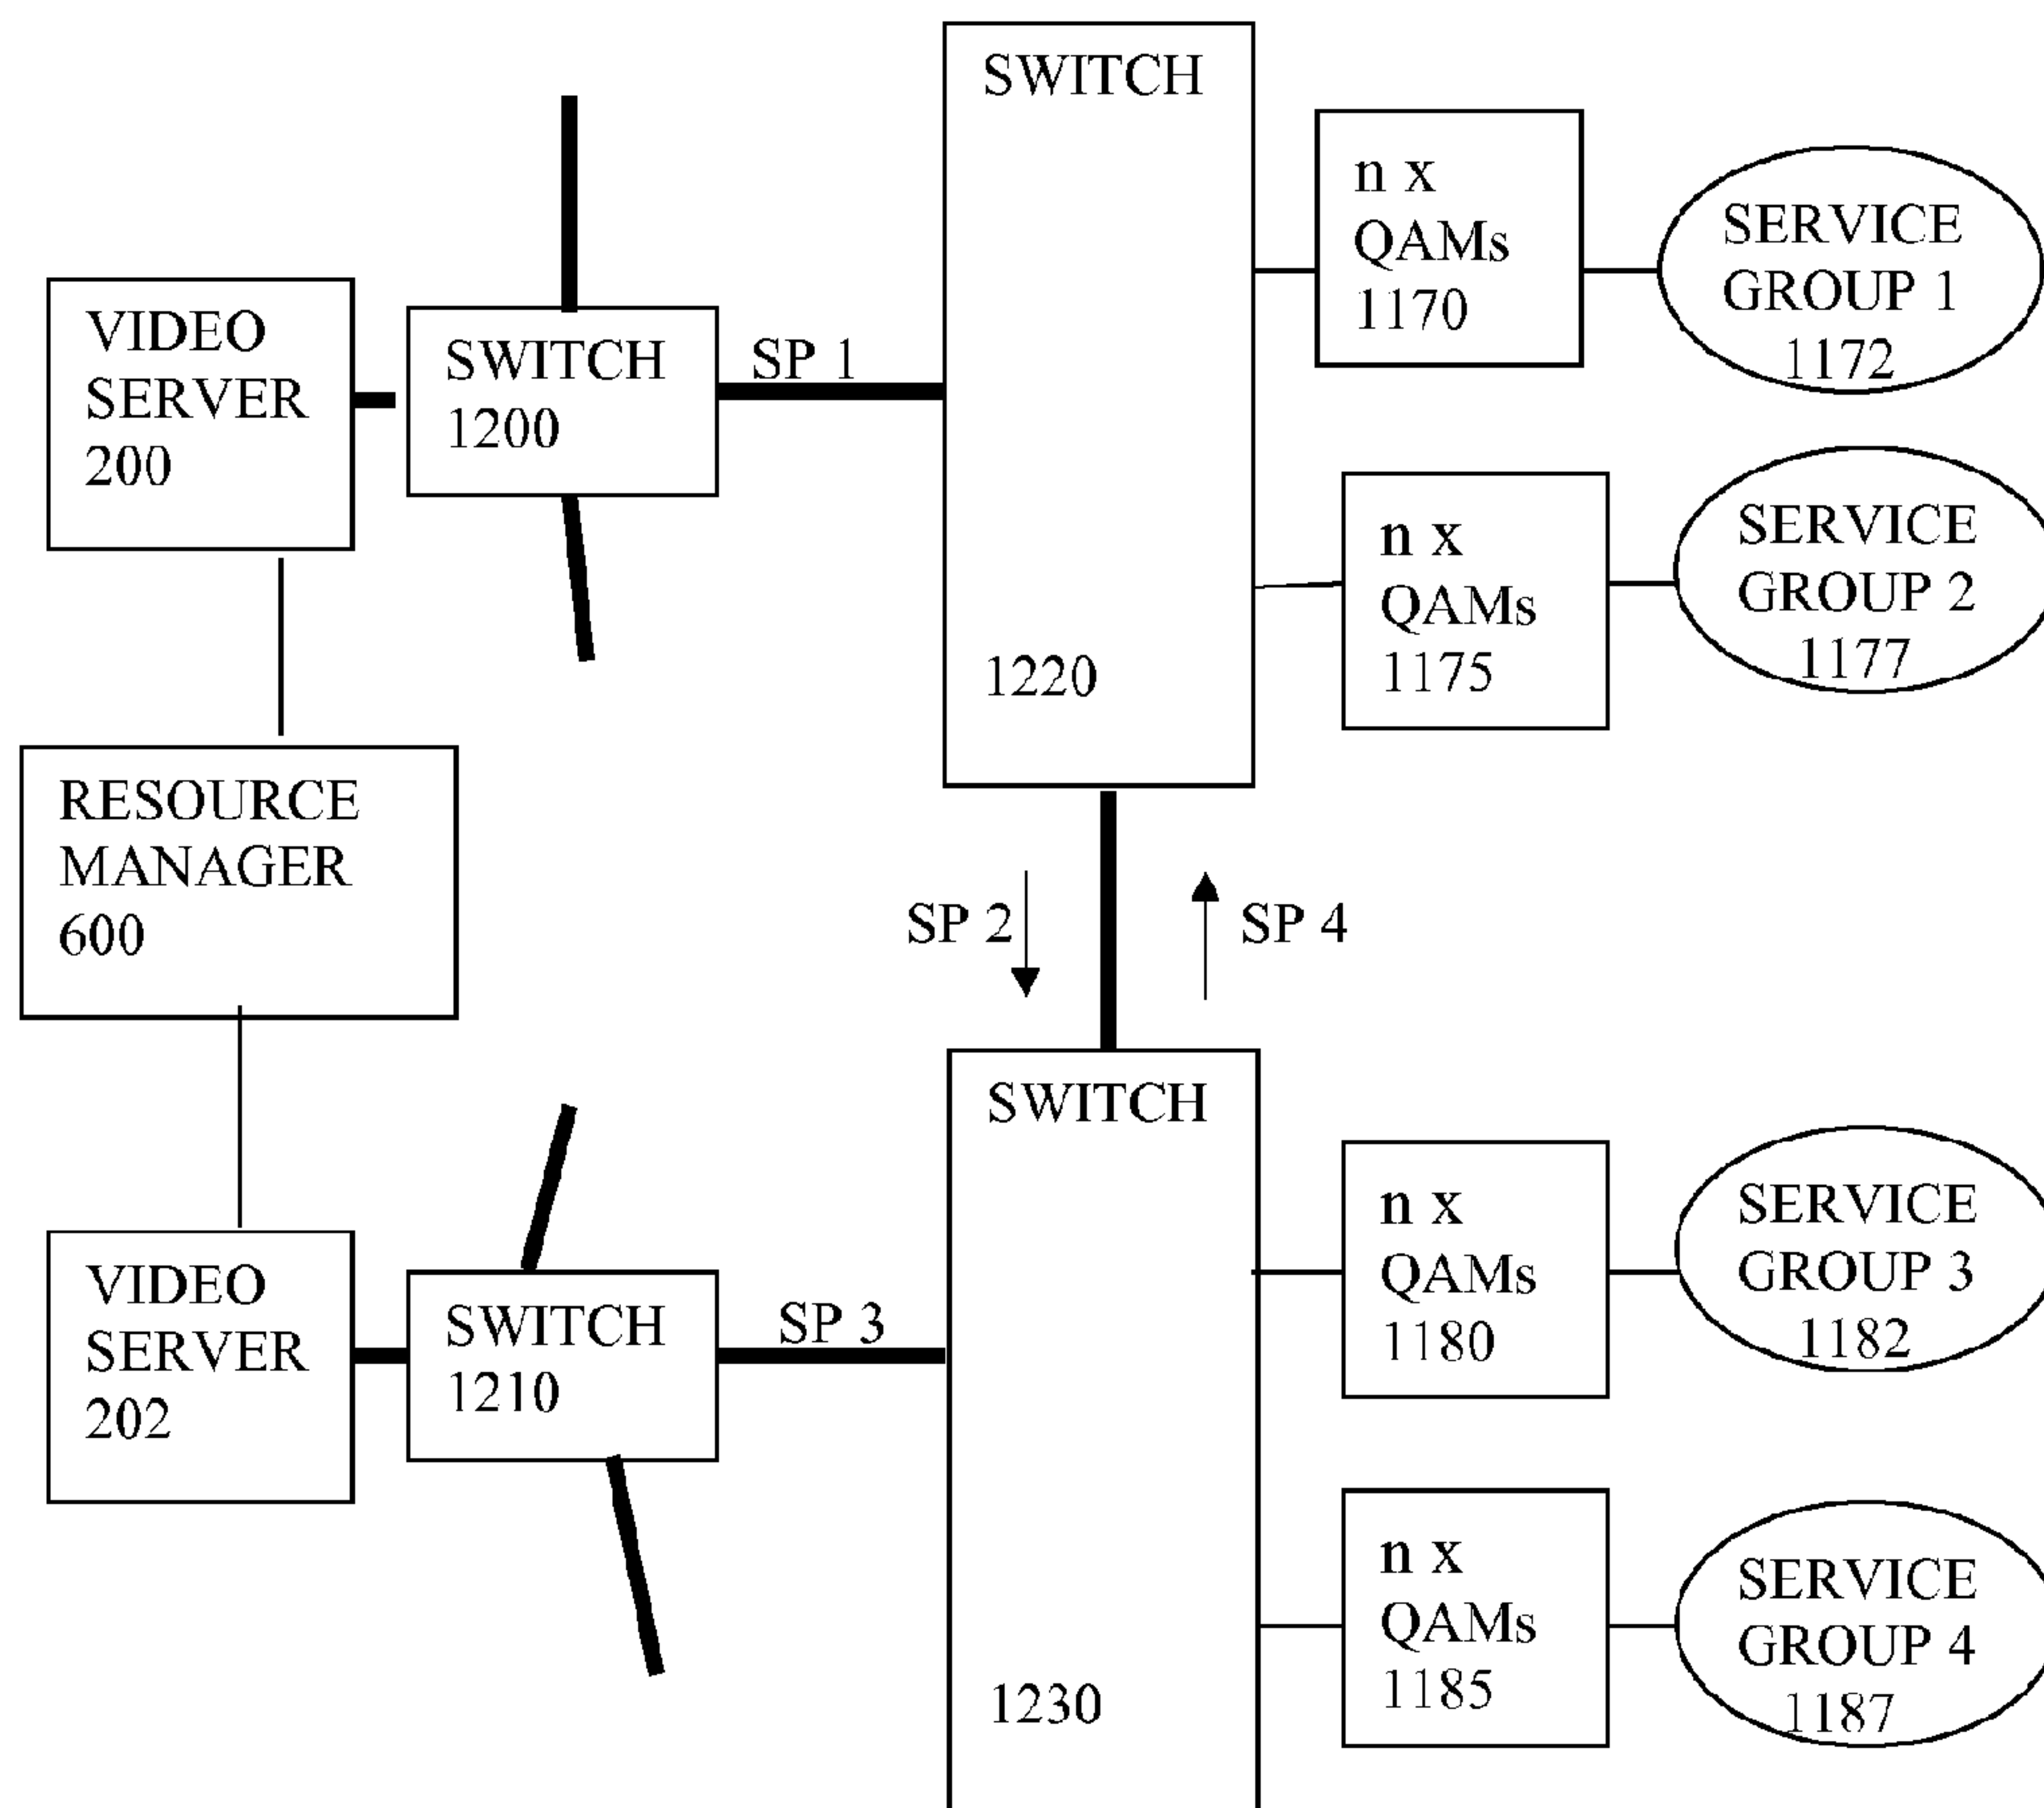 SWITCH
1220
n x
QAMs
1170
SERVICE
GROUP 1
1172
VIDEO
SERVER
200
SWITCH
1200
SP 1
n x
QAMs
1175
SERVICE
GROUP 2
1177
RESOURCE
MANAGER
600
SP 2
SP 4
SWITCH
1230
n x
QAMs
1180
SERVICE
GROUP 3
1182
VIDEO
SERVER
202
SWITCH
1210
SP 3
n x
QAMs
1185
SERVICE
GROUP 4
1187